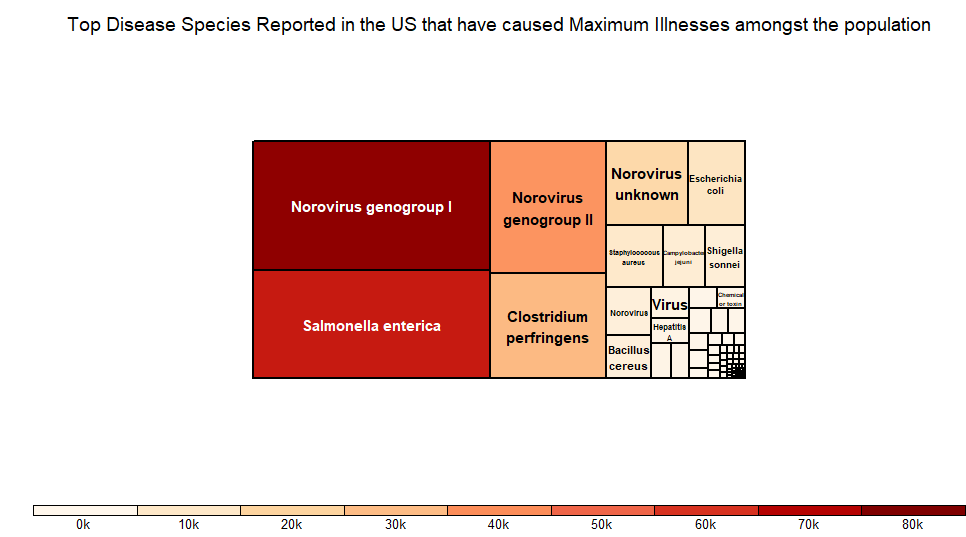 Top Disease Species Reported in the US that have caused Maximum Illnesses amongst the population
Norovirus genogroup I
Salmonella enterica
Norovirus
genogroup II
Clostridium
perfringens
Norovirus
unknown
Escherichia
coli
Staphylococcus
aureus
Campylobacter
jejuni
Shigella
sonnei
Norovirus
Bacillus
cereus
Virus
Hepatitis
A
Chemical
or toxin
0k 10k 20k 30k 40k 50k 60k 70k 80k